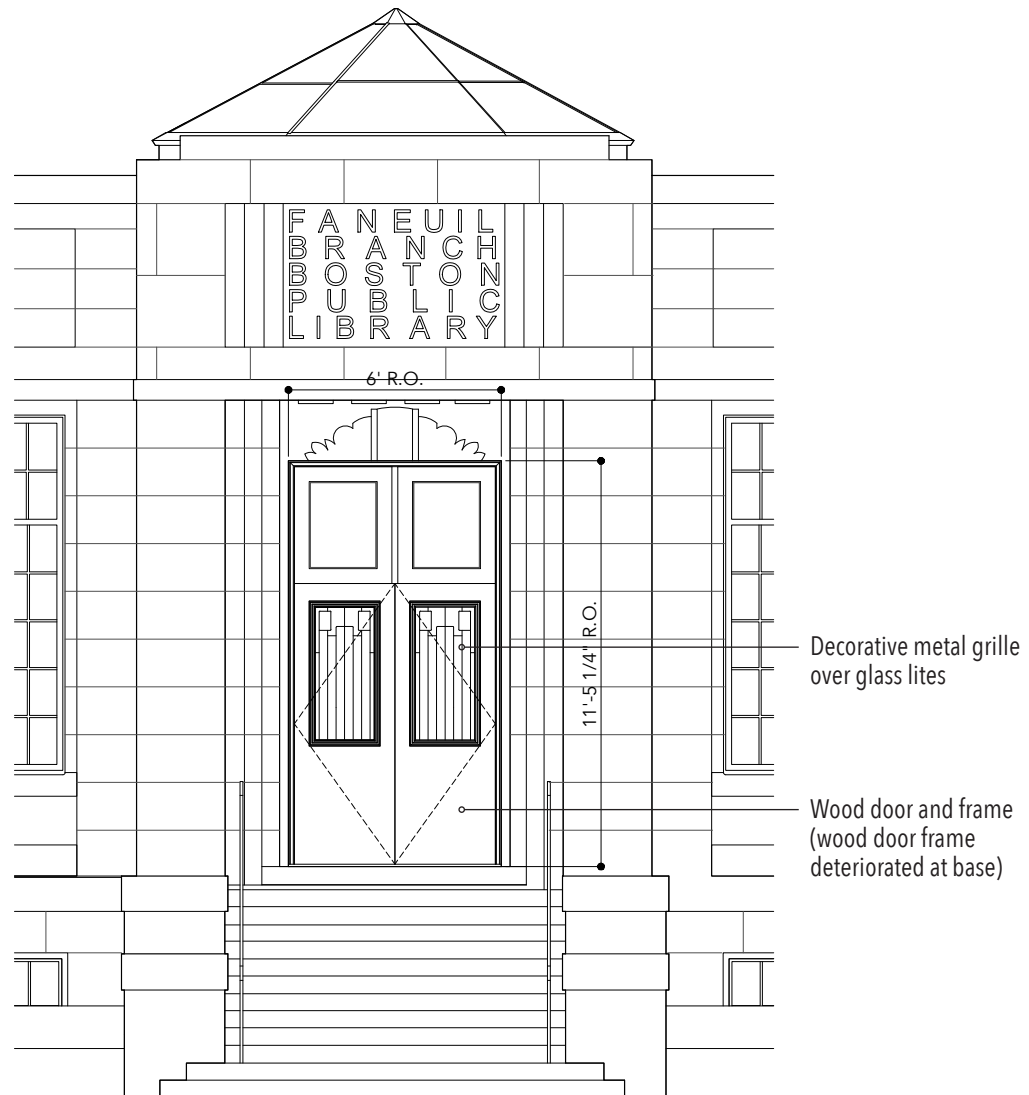 FANEUIL
BRANCH
BOSTON
PUBLIC
LIBRARY
6' R.O.
11'-5 1/4" R.O.
Decorative metal grille
over glass lites
Wood door and frame
(wood door frame
deteriorated at base)